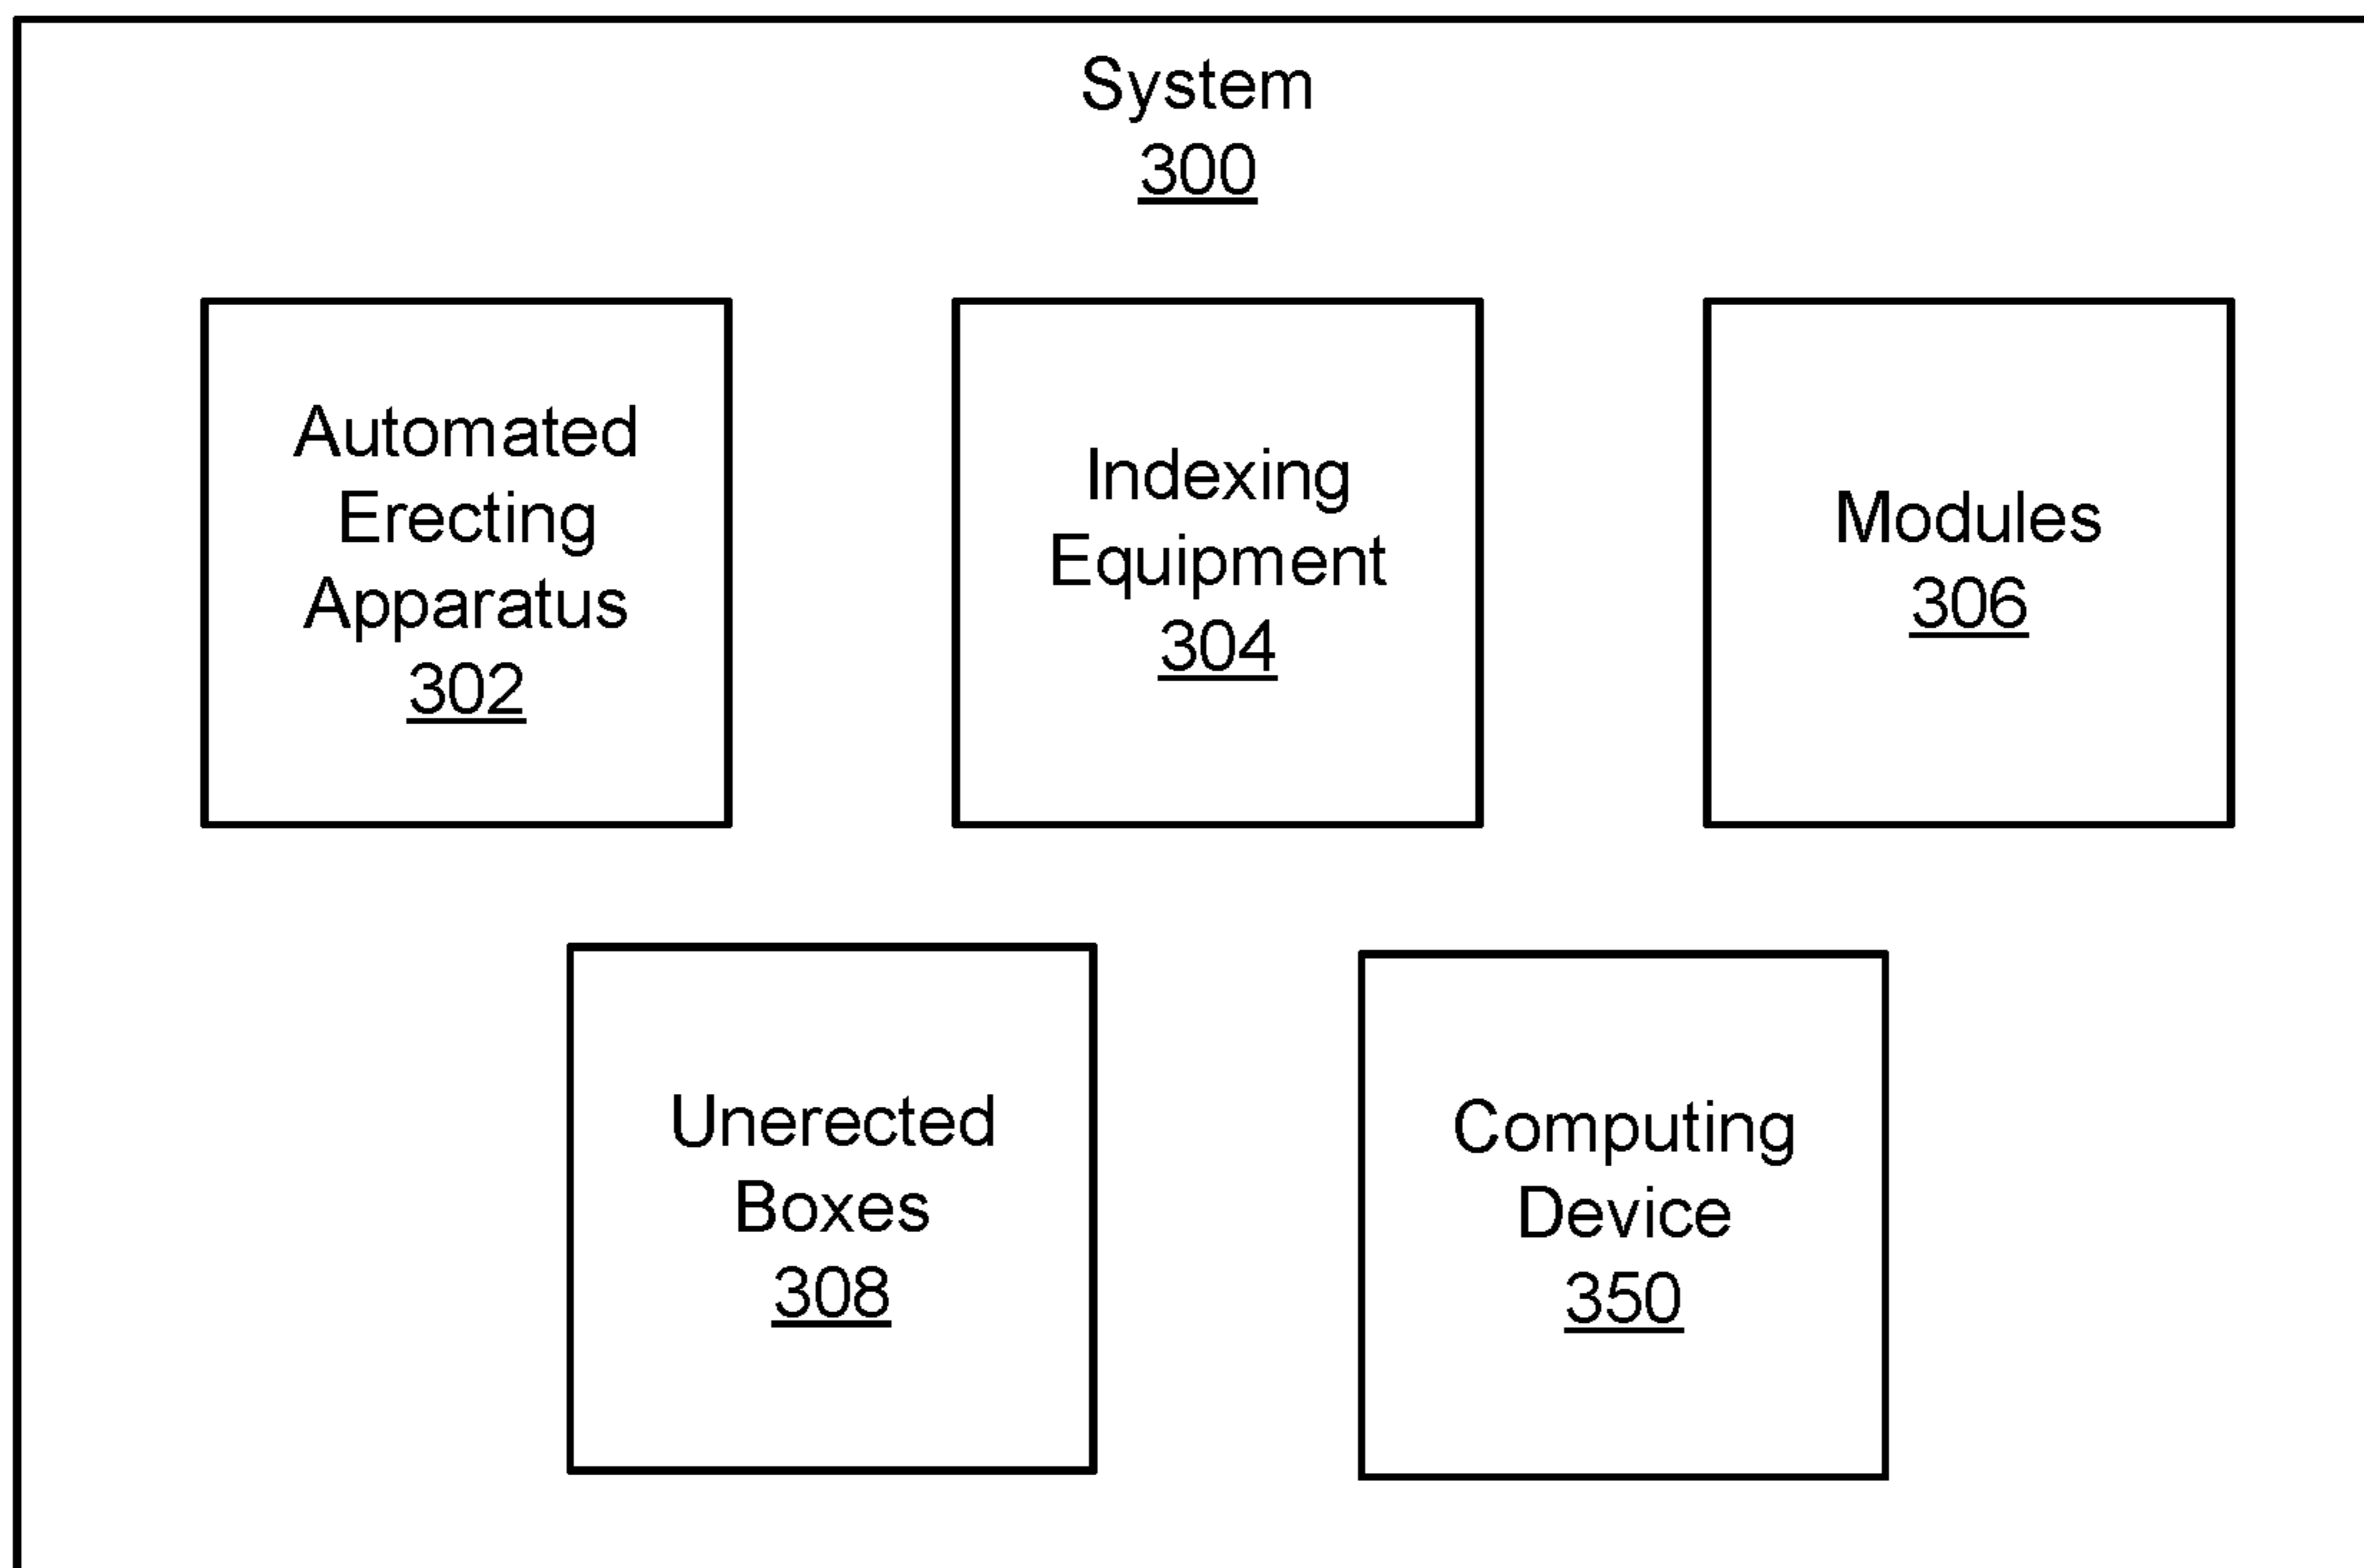 System
300
Automated
Erecting
Apparatus
302
Indexing
Equipment
304
Modules
306
Unerected
Boxes
308
Computing
Device
350